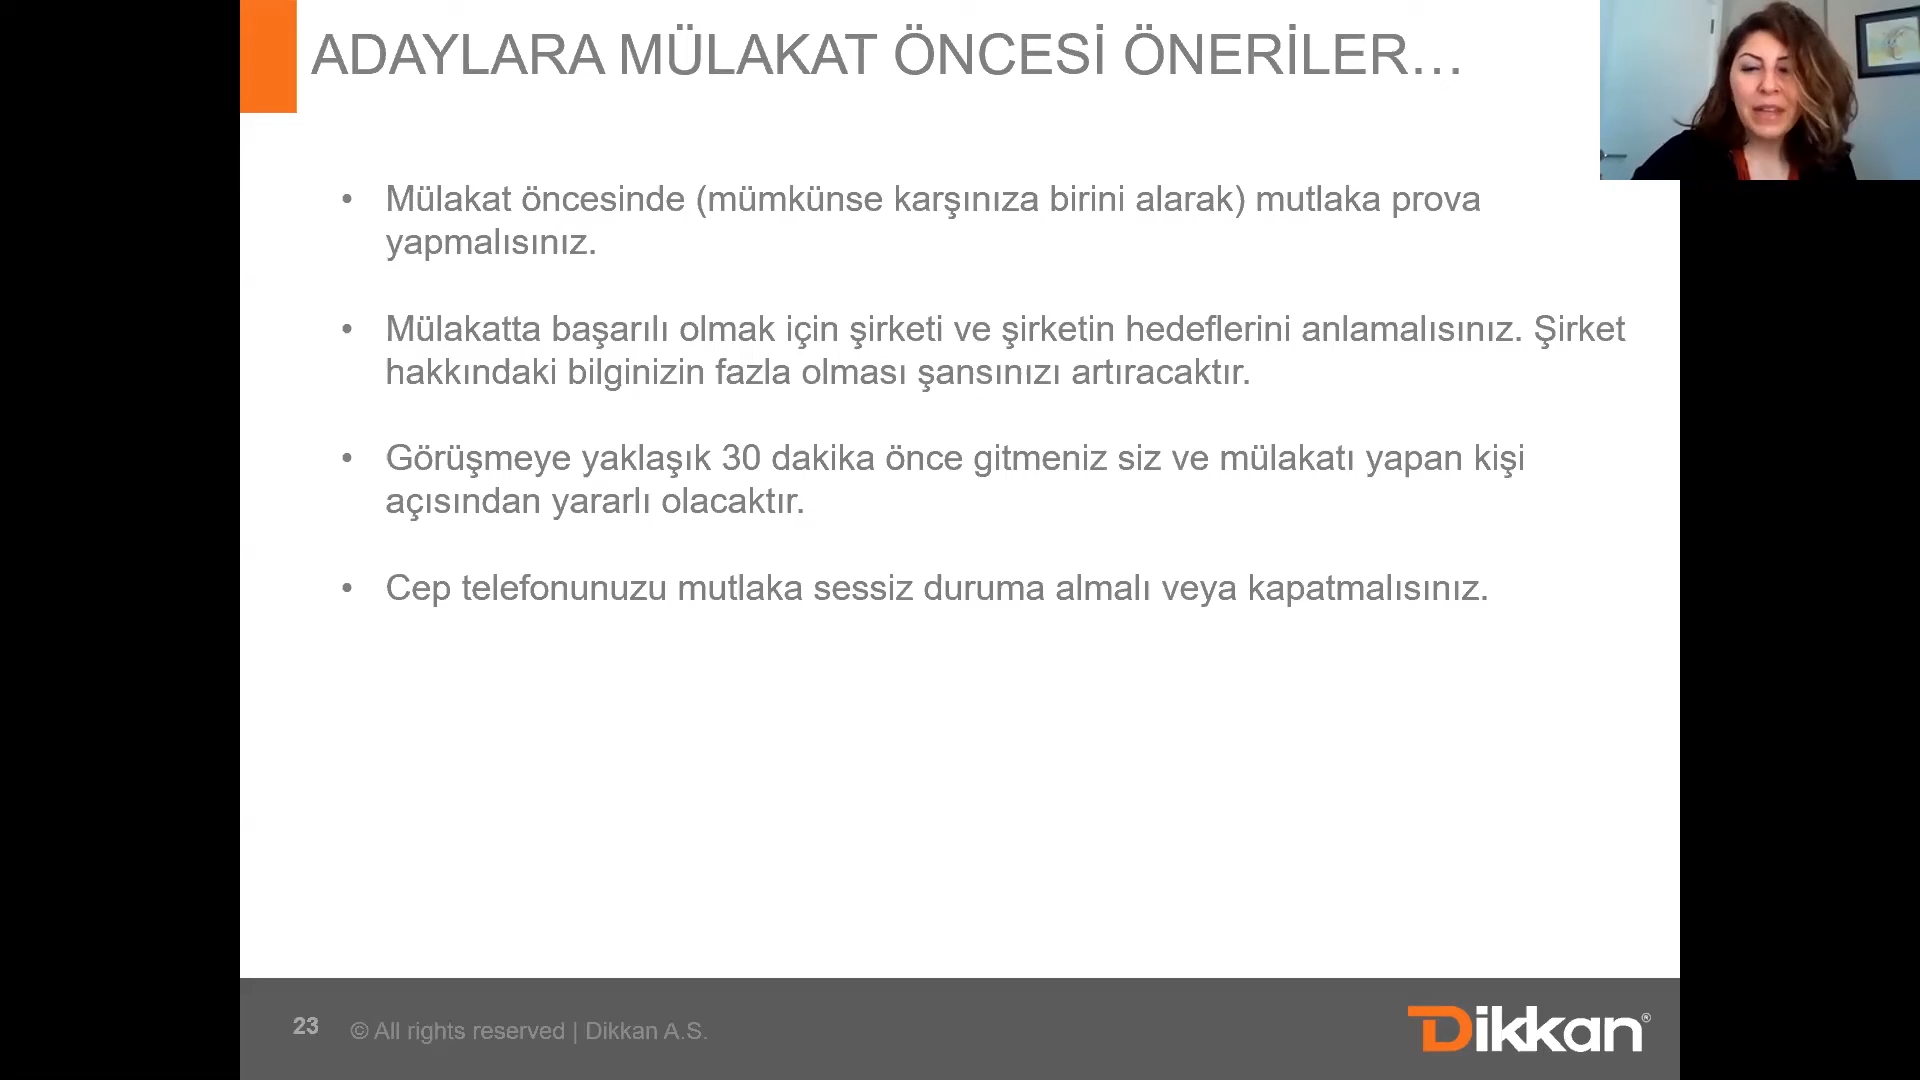 ADAYLARA MÜLAKAT ÖNCESİ ÖNERİLER…
• Mülakat öncesinde (mümkünse karşınıza birini alarak) mutlaka prova
yapmalısınız.
• Mülakatta başarılı olmak için şirketi ve şirketin hedeflerini anlamalısınız. Şirket
hakkındaki bilginizin fazla olması şansınızı artıracaktır.
• Görüşmeye yaklaşık 30 dakika önce gitmeniz siz ve mülakatı yapan kişi
açısından yararlı olacaktır.
• Cep telefonunuzu mutlaka sessiz duruma almalı veya kapatmalısınız.
23 © All rights reserved | Dikkan A.S.
Dikkan®